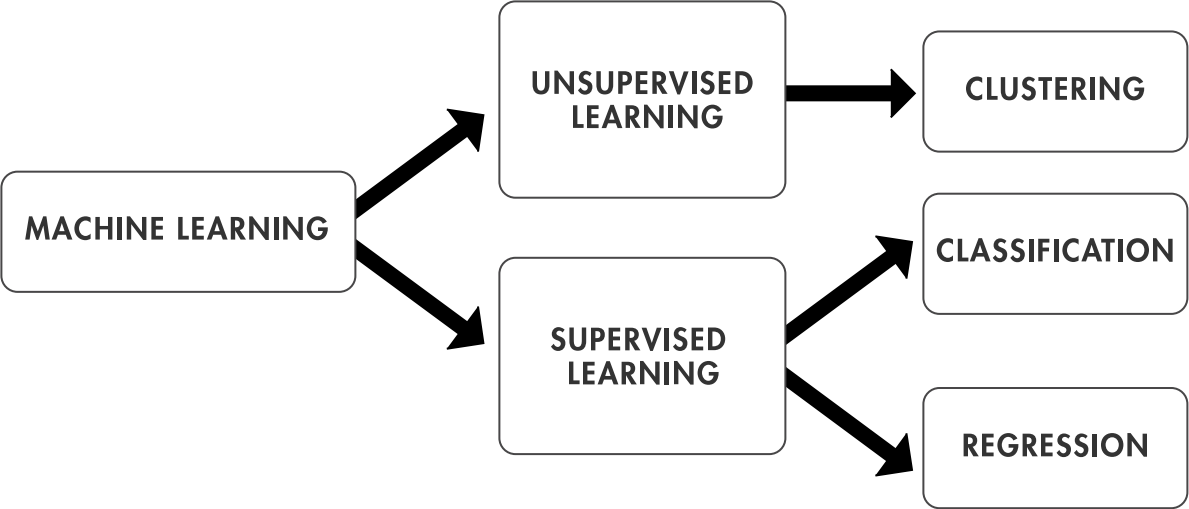 MACHINE LEARNING
UNSUPERVISED
LEARNING
SUPERVISED
LEARNING
CLUSTERING
CLASSIFICATION
REGRESSION